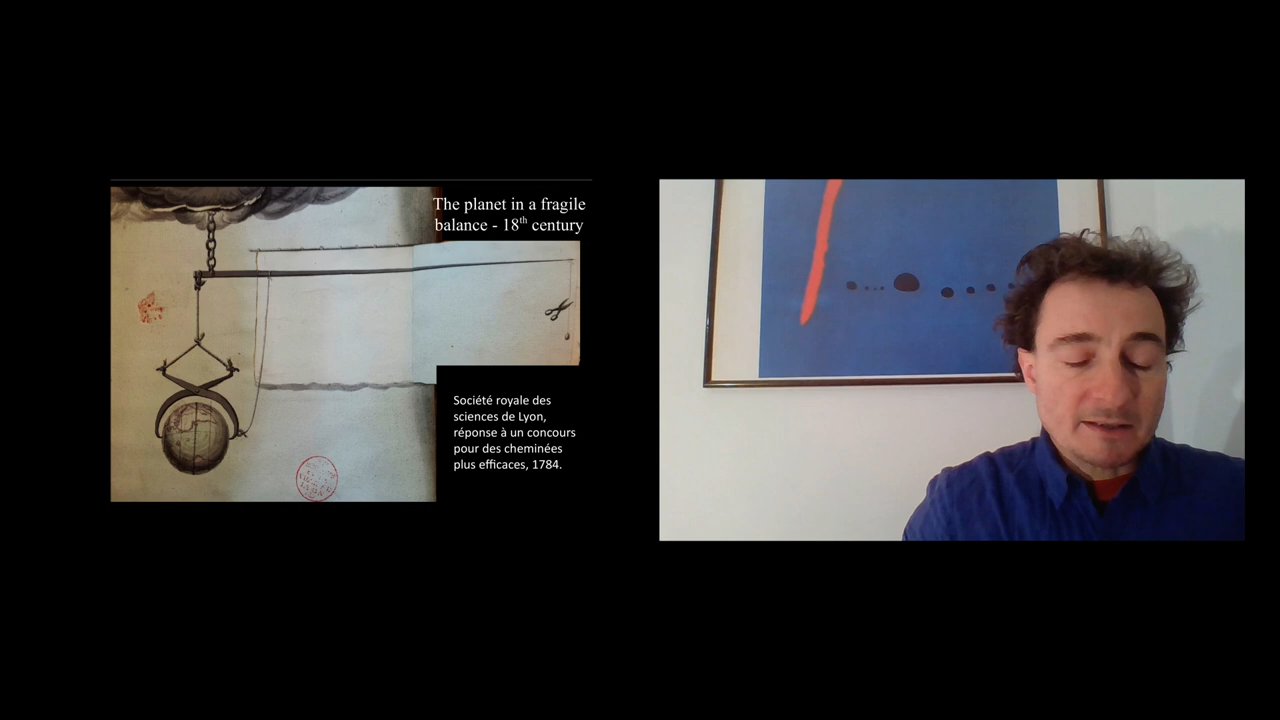 The planet in a fragile
balance - 18th century
Société royale des
sciences de Lyon,
réponse à un concours
pour des cheminées
plus efficaces, 1784.